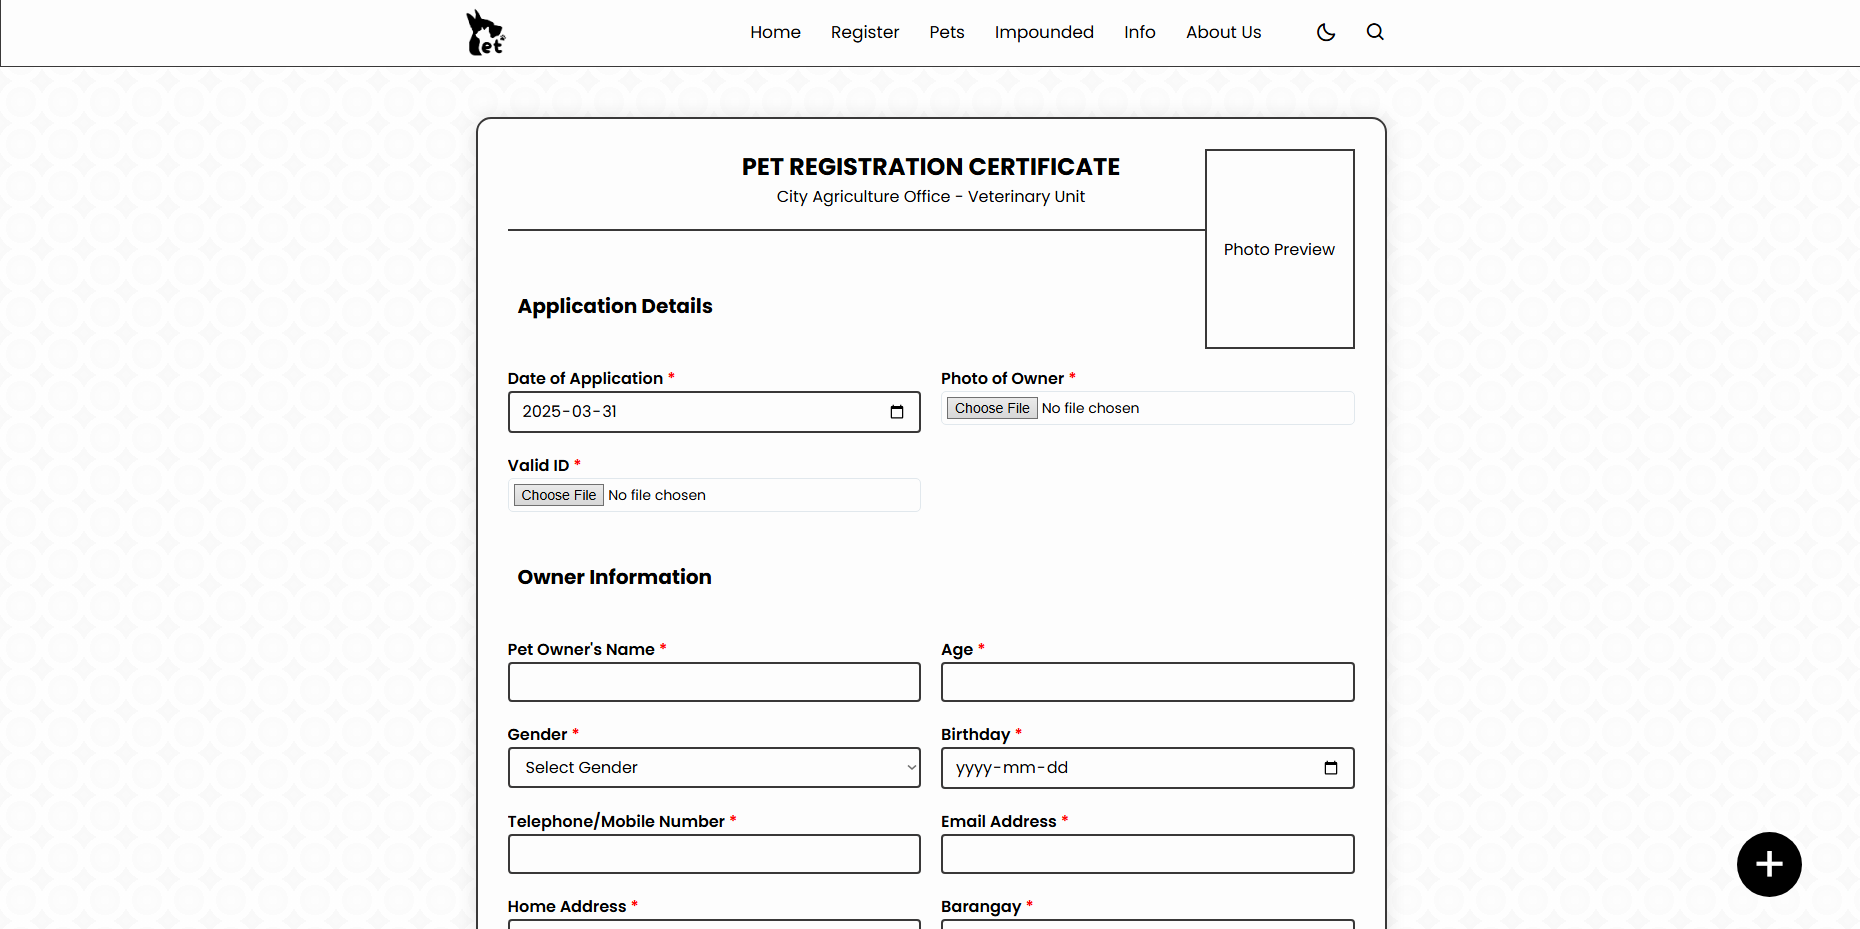 et
Home Register Pets Impounded Info About Us
PET REGISTRATION CERTIFICATE
City Agriculture Office - Veterinary Unit
Photo Preview
Application Details
Date of Application * Photo of Owner *
2025-03-31 Choose File No file chosen
Valid ID *
Choose File No file chosen
Owner Information
Pet Owner's Name * Age *
Gender * Birthday *
Select Gender yyyy-mm-dd
Telephone/Mobile Number * Email Address *
Home Address * Barangay *